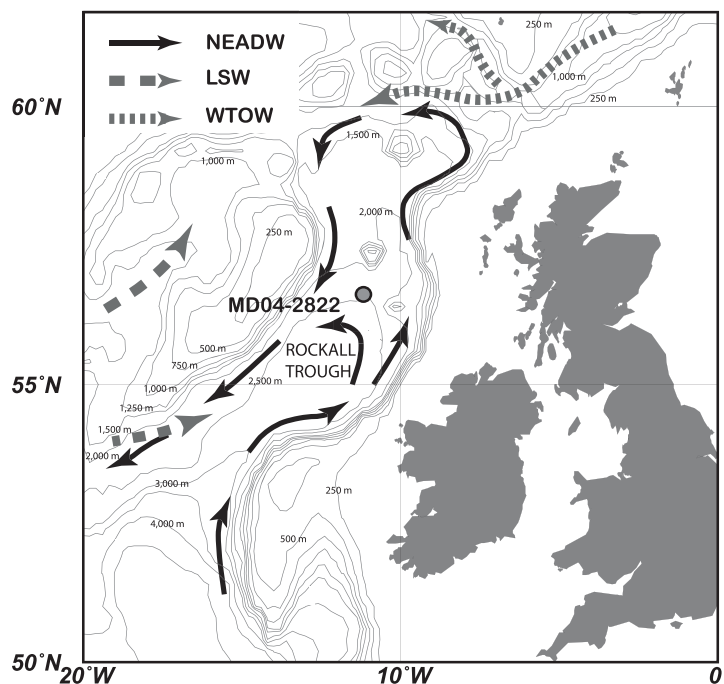 NEADW
LSW
WTOW
250 m
1,000 m
250 m
60°N
1,500 m
1,000 m
2,000 m
250 m
MD04-2822
500 m
ROCKALL
TROUGH
750 m
2,500 m
1,000 m
55°N
1,250 m
1,500 m
2,000 m
3,000 m
250 m
4,000 m
500 m
50°N
20°W
10°W
0